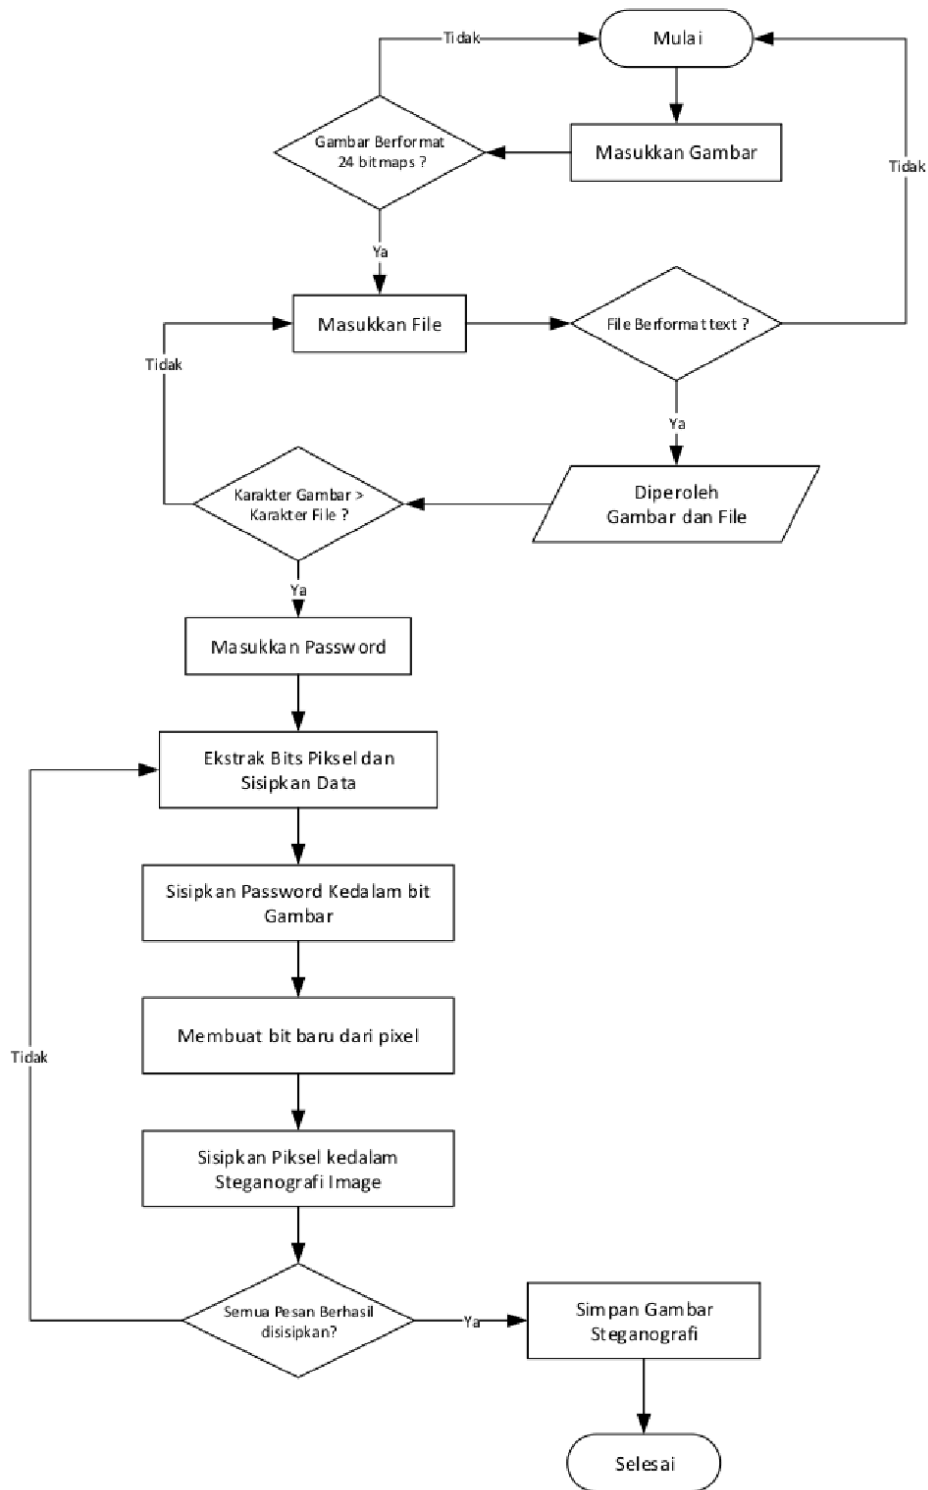 Tidak
Mulai
Gambar Berformat
24 bitmaps ?
Masukkan Gambar
Tidak
Ya
Masukkan File
File Berformat text ?
Tidak
Ya
Karakter Gambar >
Karakter File ?
Diperoleh
Gambar dan File
Ya
Masukkan Password
Ekstrak Bits Piksel dan
Sisipkan Data
Sisipkan Password Kedalam bit
Gambar
Membuat bit baru dari pixel
Tidak
Sisipkan Piksel kedalam
Steganografi Image
Semua Pesan Berhasil
disisipkan?
Ya
Simpan Gambar
Steganografi
Selesai